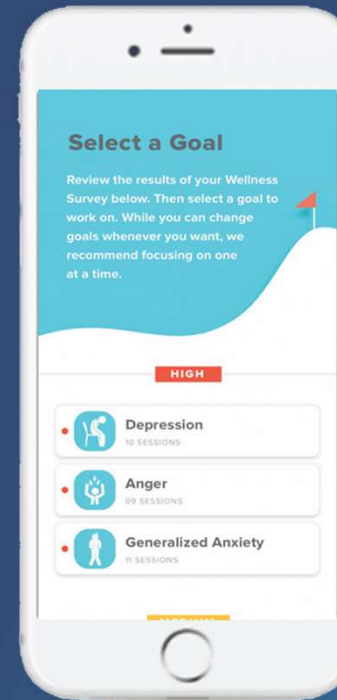 Select a Goal
Review the results of your Wellness
Survey below. Then select a goal to
work on. While you can change
goals whenever you want, we
recommend focusing on one
at a time.
HIGH
Depression
10 SESSIONS
Anger
09 SESSIONS
Generalized Anxiety
11 SESSIONS